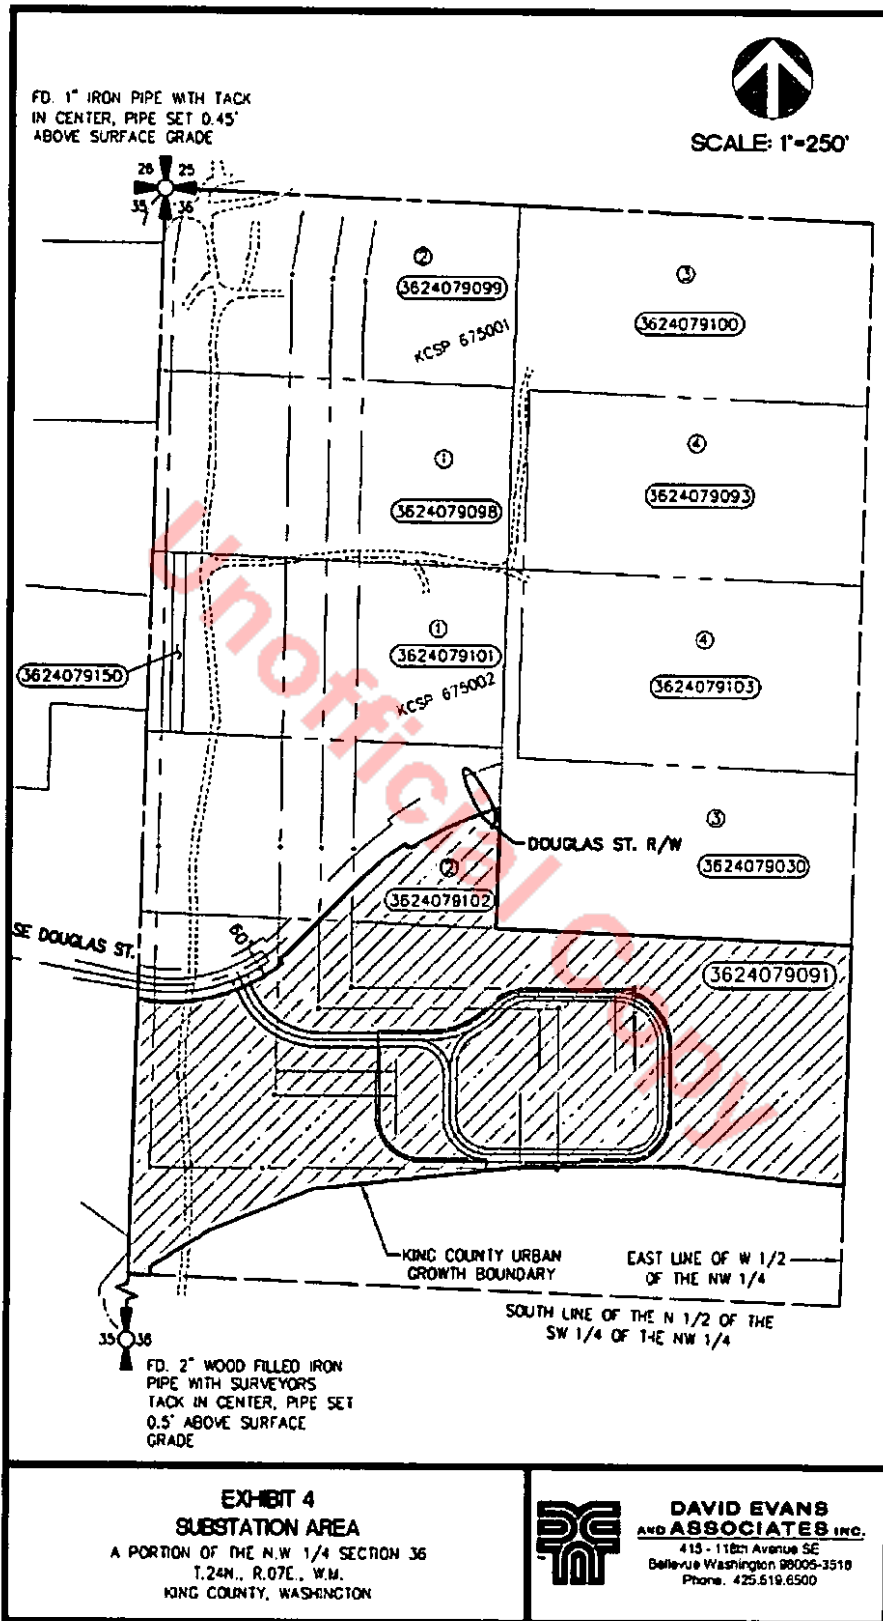 FD. 1" IRON PIPE WITH TACK
IN CENTER, PIPE SET 0.45'
ABOVE SURFACE GRADE
SCALE: 1"=250'
26 25
35 36
②
3624079099
KCSP 675001
③
3624079100
①
3624079098
④
3624079093
①
3624079101
KCSP 675002
④
3624079103
3624079150
③
DOUGLAS ST. R/W
3624079030
②
3624079102
SE DOUGLAS ST.
60'
3624079091
Unofficial Copy
KING COUNTY URBAN
GROWTH BOUNDARY
EAST LINE OF W 1/2
OF THE NW 1/4
SOUTH LINE OF THE N 1/2 OF THE
SW 1/4 OF THE NW 1/4
35 36
FD. 2" WOOD FILLED IRON
PIPE WITH SURVEYORS
TACK IN CENTER, PIPE SET
0.5' ABOVE SURFACE
GRADE
EXHIBIT 4
SUBSTATION AREA
A PORTION OF THE N.W 1/4 SECTION 36
T.24N., R.07E., W.M.
KING COUNTY, WASHINGTON
DAVID EVANS
AND ASSOCIATES INC.
415 - 118th Avenue SE
Bellevue Washington 98005-3518
Phone. 425.519.6500